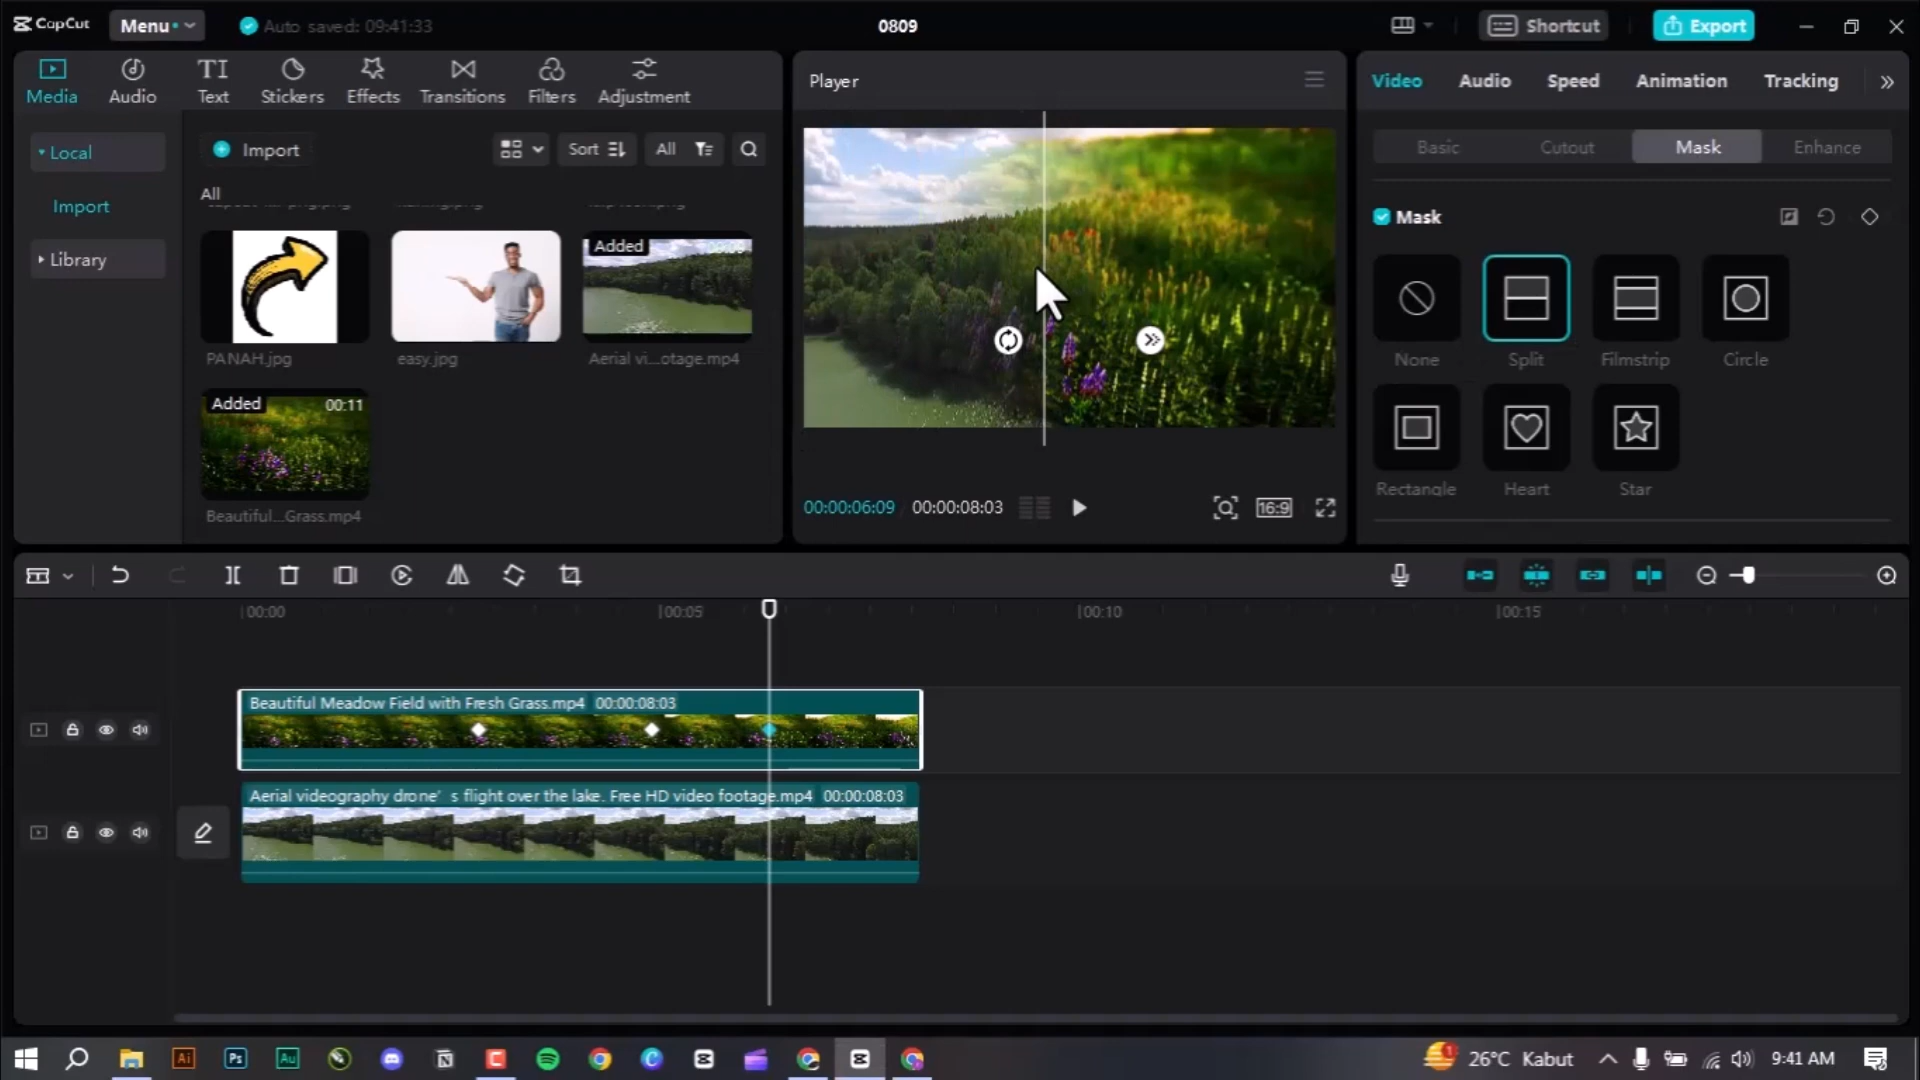 CapCut
Menu
Auto saved: 09:41:33
0809
Shortcut
Export
Media
Audio
Text
Stickers
Effects
Transitions
Filters
Adjustment
Player
Video
Audio
Speed
Animation
Tracking
Local
Import
Library
Import
Sort
All
All
PANAH.jpg
easy.jpg
Added
Aerial vi...otage.mp4
Added
00:11
Beautiful...Grass.mp4
00:00:06:09
00:00:08:03
16:9
Basic
Cutout
Mask
Enhance
Mask
None
Split
Filmstrip
Circle
Rectangle
Heart
Star
00:00
00:05
00:10
00:15
Beautiful Meadow Field with Fresh Grass.mp4 00:00:08:03
Aerial videography drone's flight over the lake. Free HD video footage.mp4 00:00:08:03
Ai
Ps
Au
26°C Kabut
9:41 AM